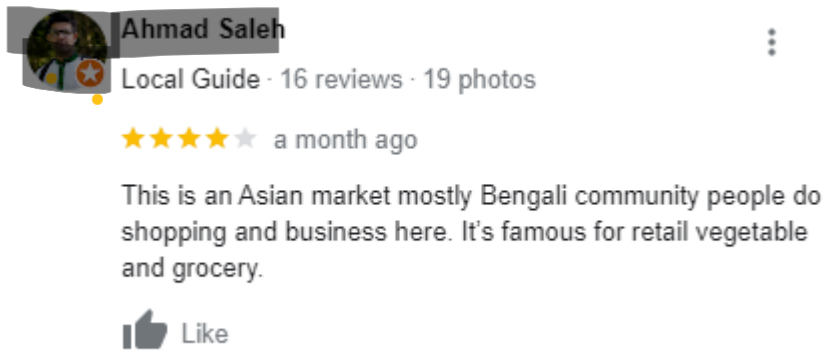 Ahmad Saleh
Local Guide · 16 reviews · 19 photos
a month ago
This is an Asian market mostly Bengali community people do
shopping and business here. It's famous for retail vegetable
and grocery.
Like